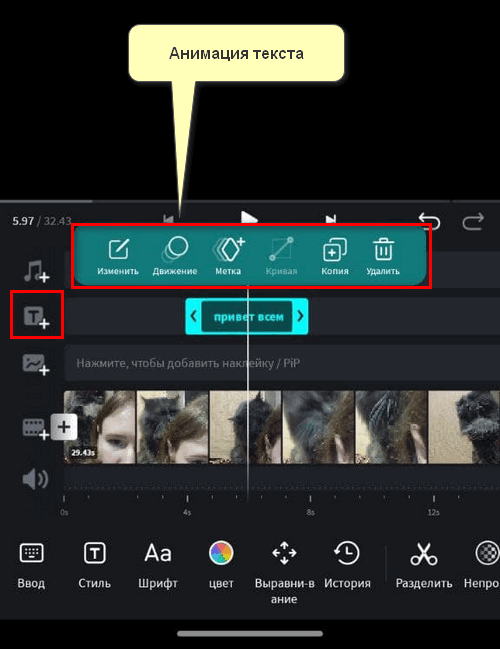 Анимация текста
5.97 / 32.43
Изменить Движение Метка Кривая Копия Удалить
T
привет всем
Нажмите, чтобы добавить наклейку / PiP
29.43s
0s 4s 8s 12s
T Aa
Ввод Стиль Шрифт цвет Выравни-в История Разделить Непро
ание